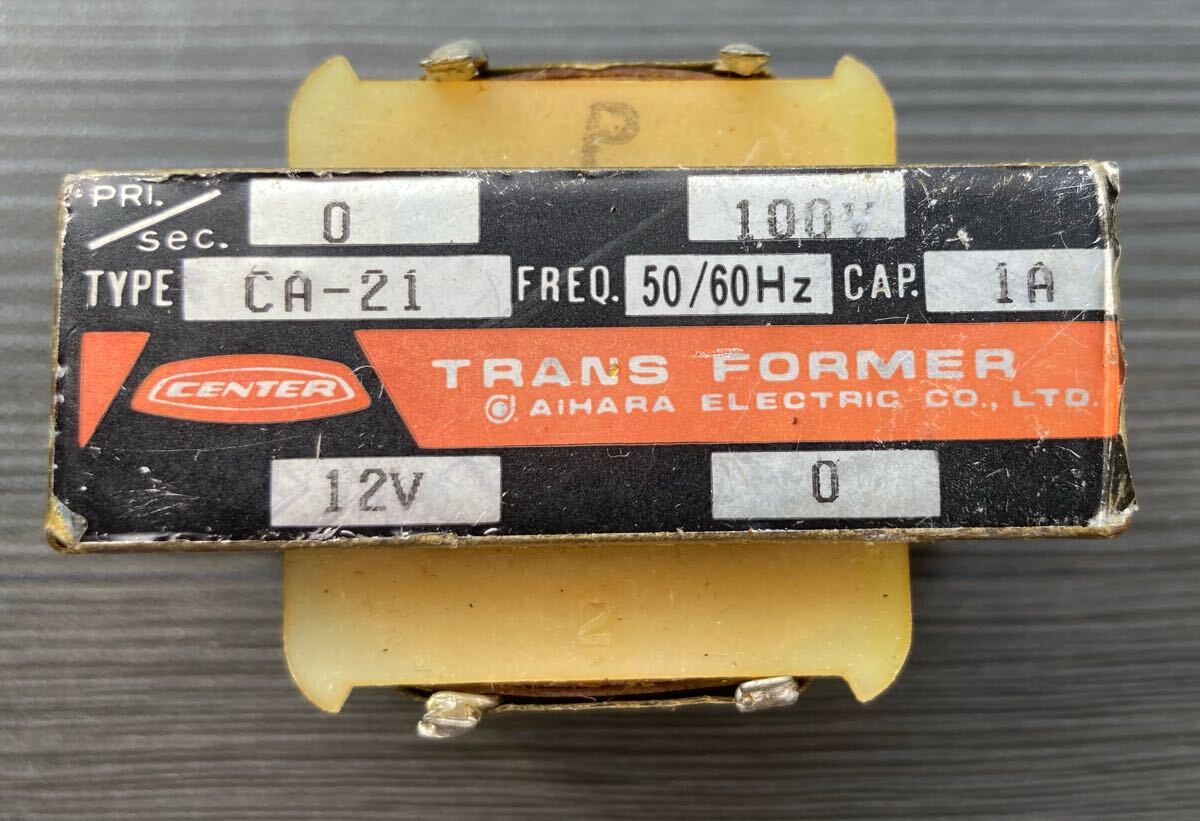 P
PRI. 0 100V
sec.
TYPE CA-21 FREQ. 50/60Hz CAP. 1A
CENTER TRANS FORMER
AiHARA ELECTRIC CO., LTD.
12V 0
2